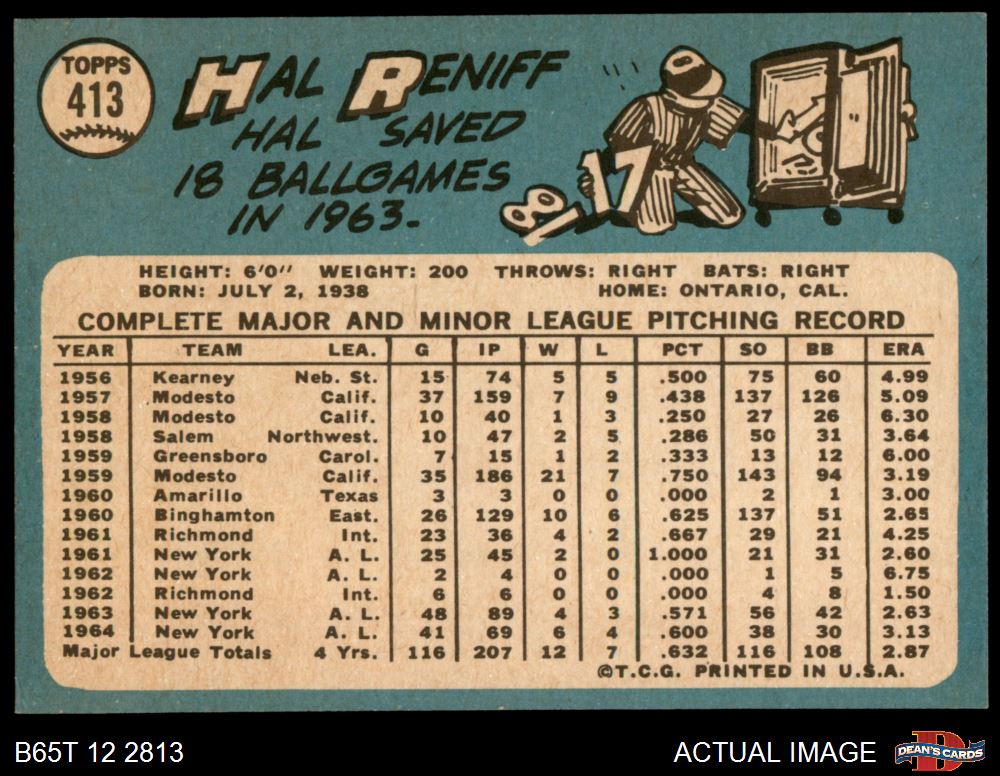 TOPPS
413
HAL RENIFF
HAL SAVED
18 BALLGAMES
IN 1963.
18 17
HEIGHT: 6'0" WEIGHT: 200 THROWS: RIGHT BATS: RIGHT
BORN: JULY 2, 1938 HOME: ONTARIO, CAL.
COMPLETE MAJOR AND MINOR LEAGUE PITCHING RECORD
YEAR TEAM LEA. G IP W L PCT SO BB ERA
1956 Kearney Neb. St. 15 74 5 5 .500 75 60 4.99
1957 Modesto Calif. 37 159 7 9 .438 137 126 5.09
1958 Modesto Calif. 10 40 1 3 .250 27 26 6.30
1958 Salem Northwest. 10 47 2 5 .286 50 31 3.64
1959 Greensboro Carol. 7 15 1 2 .333 13 12 6.00
1959 Modesto Calif. 35 186 21 7 .750 143 94 3.19
1960 Amarillo Texas 3 3 0 0 .000 2 1 3.00
1960 Binghamton East. 26 129 10 6 .625 137 51 2.65
1961 Richmond Int. 23 36 4 2 .667 29 21 4.25
1961 New York A. L. 25 45 2 0 1.000 21 31 2.60
1962 New York A. L. 2 4 0 0 .000 1 5 6.75
1962 Richmond Int. 6 6 0 0 .000 4 8 1.50
1963 New York A. L. 48 89 4 3 .571 56 42 2.63
1964 New York A. L. 41 69 6 4 .600 38 30 3.13
Major League Totals 4 Yrs. 116 207 12 7 .632 116 108 2.87
©T.C.G. PRINTED IN U.S.A.
B65T 12 2813
ACTUAL IMAGE
DEAN'S CARDS